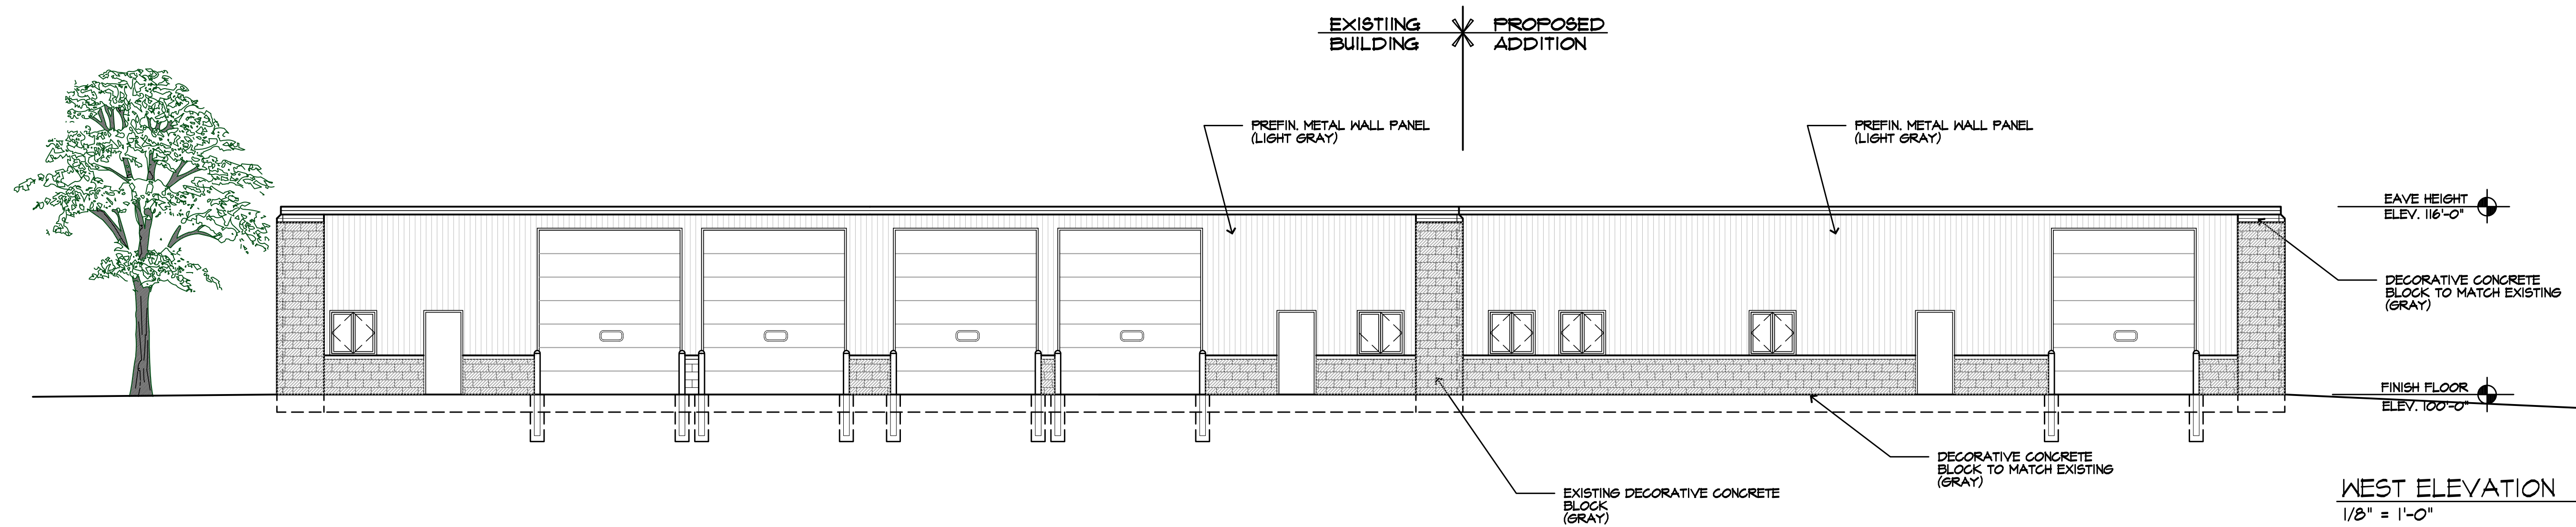 EXISTIING
BUILDING
PROPOSED
ADDITION
PREFIN. METAL WALL PANEL
(LIGHT GRAY)
PREFIN. METAL WALL PANEL
(LIGHT GRAY)
EAVE HEIGHT
ELEV. 116'-0"
DECORATIVE CONCRETE
BLOCK TO MATCH EXISTING
(GRAY)
FINISH FLOOR
ELEV. 100'-0"
DECORATIVE CONCRETE
BLOCK TO MATCH EXISTING
(GRAY)
EXISTING DECORATIVE CONCRETE
BLOCK
(GRAY)
WEST ELEVATION
1/8" = 1'-0"